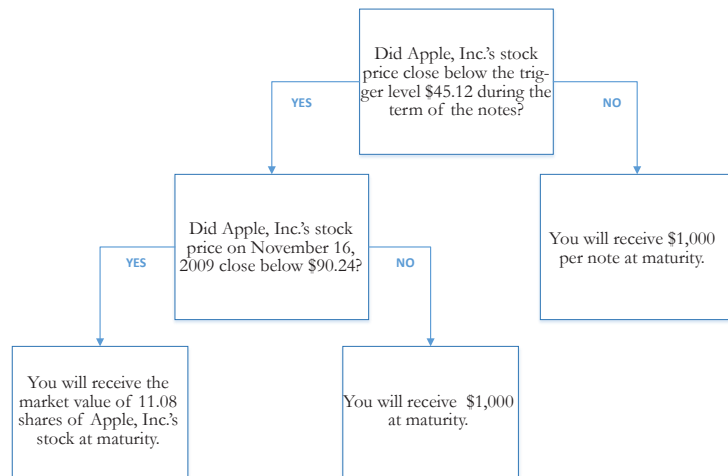 Did Apple, Inc.'s stock
price close below the trig-
ger level $45.12 during the
term of the notes?
YES
NO
Did Apple, Inc.'s stock
price on November 16,
2009 close below $90.24?
You will receive $1,000
per note at maturity.
YES
NO
You will receive the
market value of 11.08
shares of Apple, Inc.'s
stock at maturity.
You will receive $1,000
at maturity.